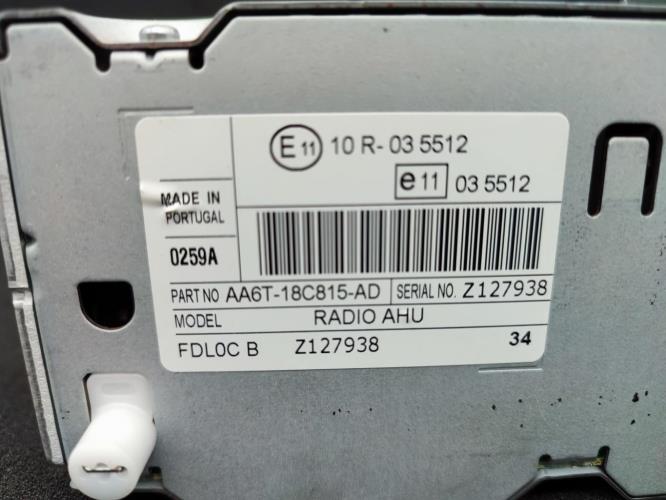 E11 10 R- 03 5512
e11 03 5512
MADE IN
PORTUGAL
0259A
PART NO AA6T-18C815-AD SERIAL NO. Z127938
MODEL RADIO AHU
FDL0C B Z127938 34